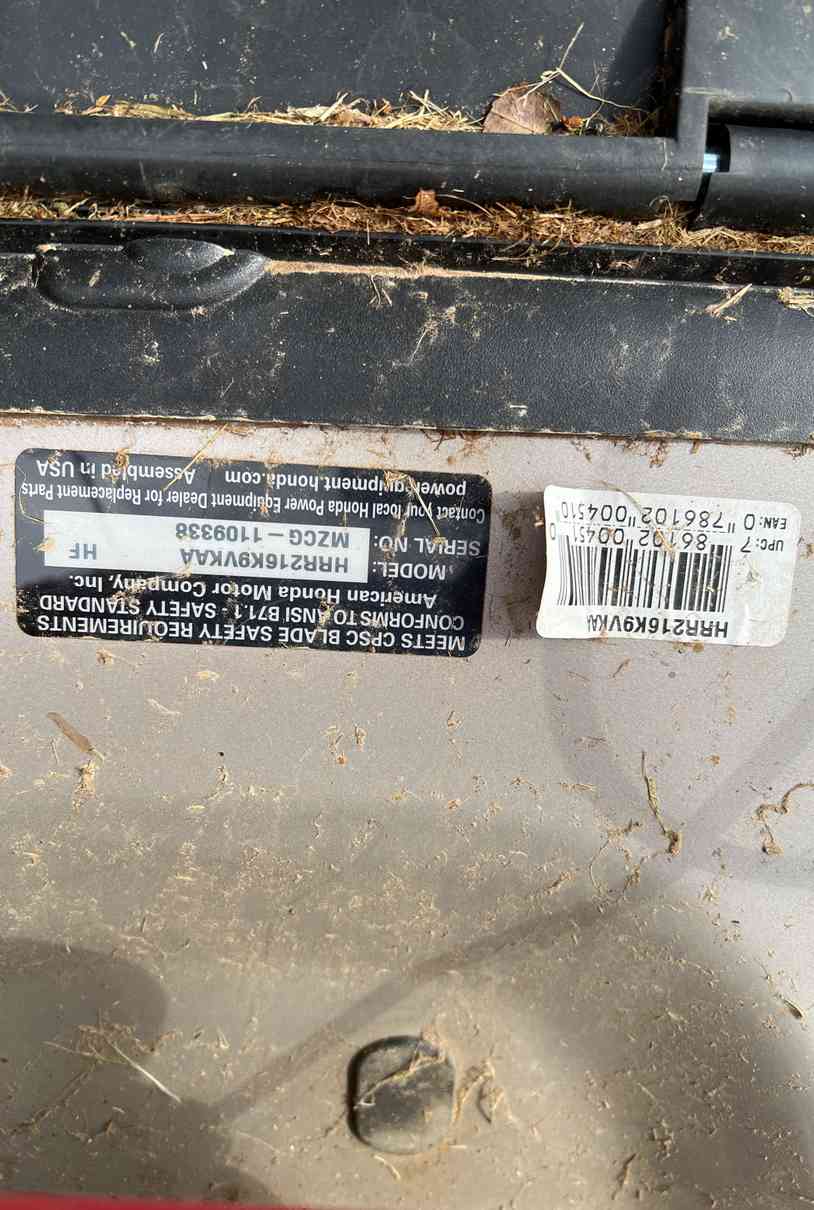 MEETS CPSC BLADE SAFETY REQUIREMENTS
CONFORMS TO ANSI B71.1 - SAFETY STANDARD
American Honda Motor Company, Inc.
MODEL: HRR216K9VKAA HF
SERIAL NO: MZCG-1109338
Contact your local Honda Power Equipment Dealer for Replacement Parts
powerequipment.honda.com Assembled in USA
HRR216K9VKAA
UPC: 7 86102 00451 0
EAN: 0 "786102"004510